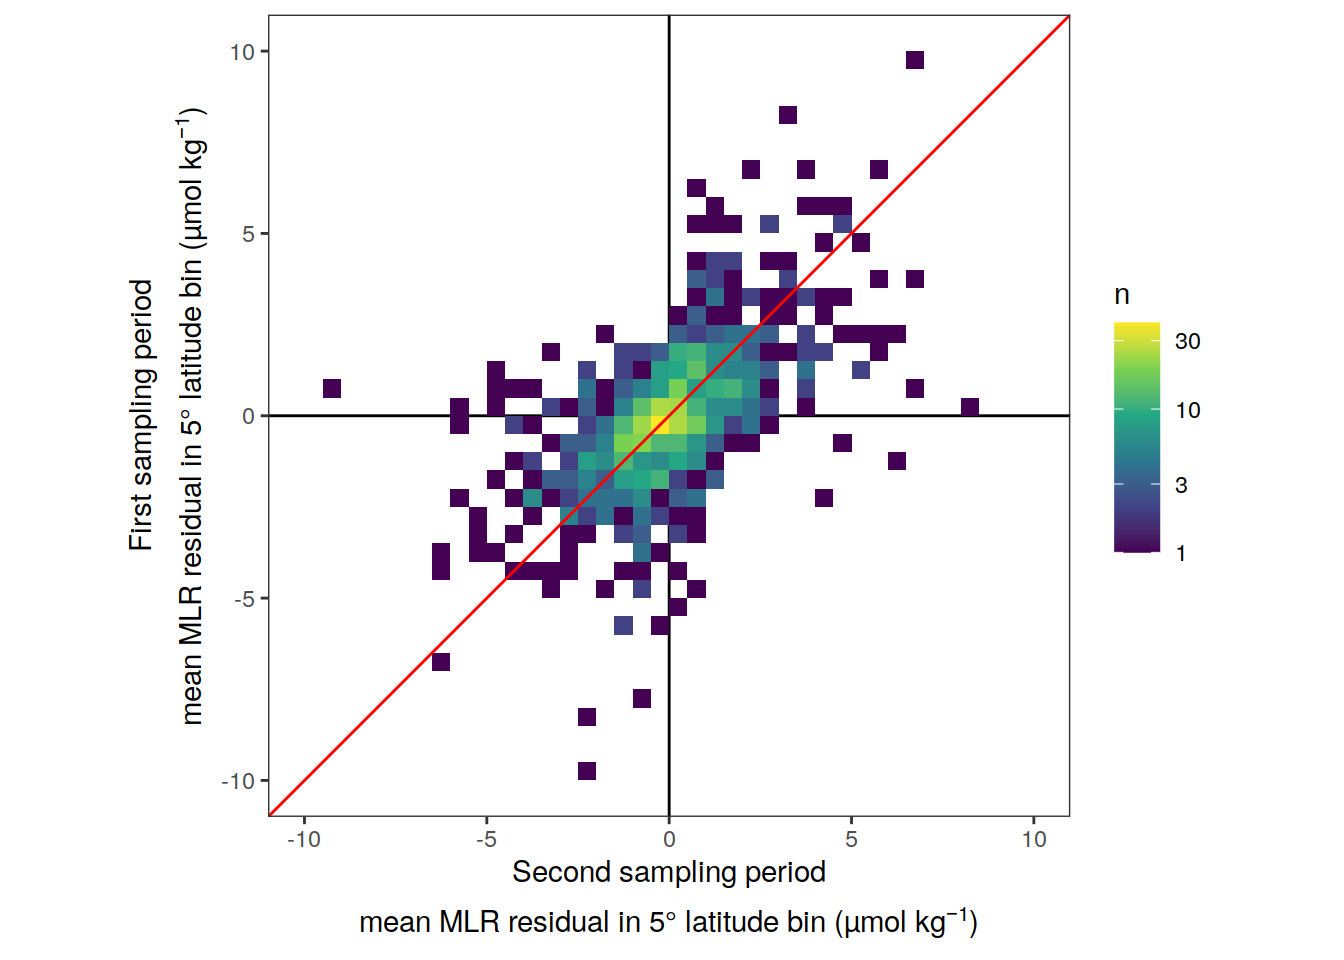 First sampling period
mean MLR residual in 5° latitude bin (μmol kg⁻¹)
10
5
0
-5
-10
-10
-5
0
5
10
Second sampling period
mean MLR residual in 5° latitude bin (μmol kg⁻¹)
n
30
10
3
1